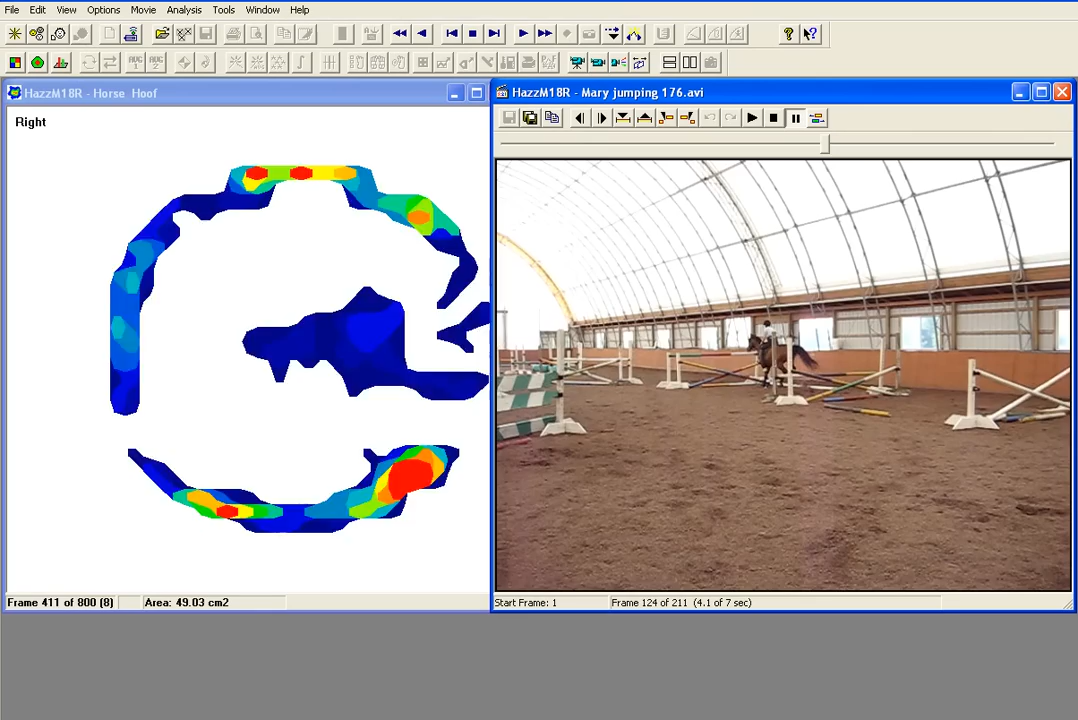 File Edit View Options Movie Analysis Tools Window Help
HazzM18R - Horse Hoof
HazzM18R - Mary jumping 176.avi
Right
Frame 411 of 800 (8) Area: 49.03 cm2
Start Frame: 1 Frame 124 of 211 (4.1 of 7 sec)